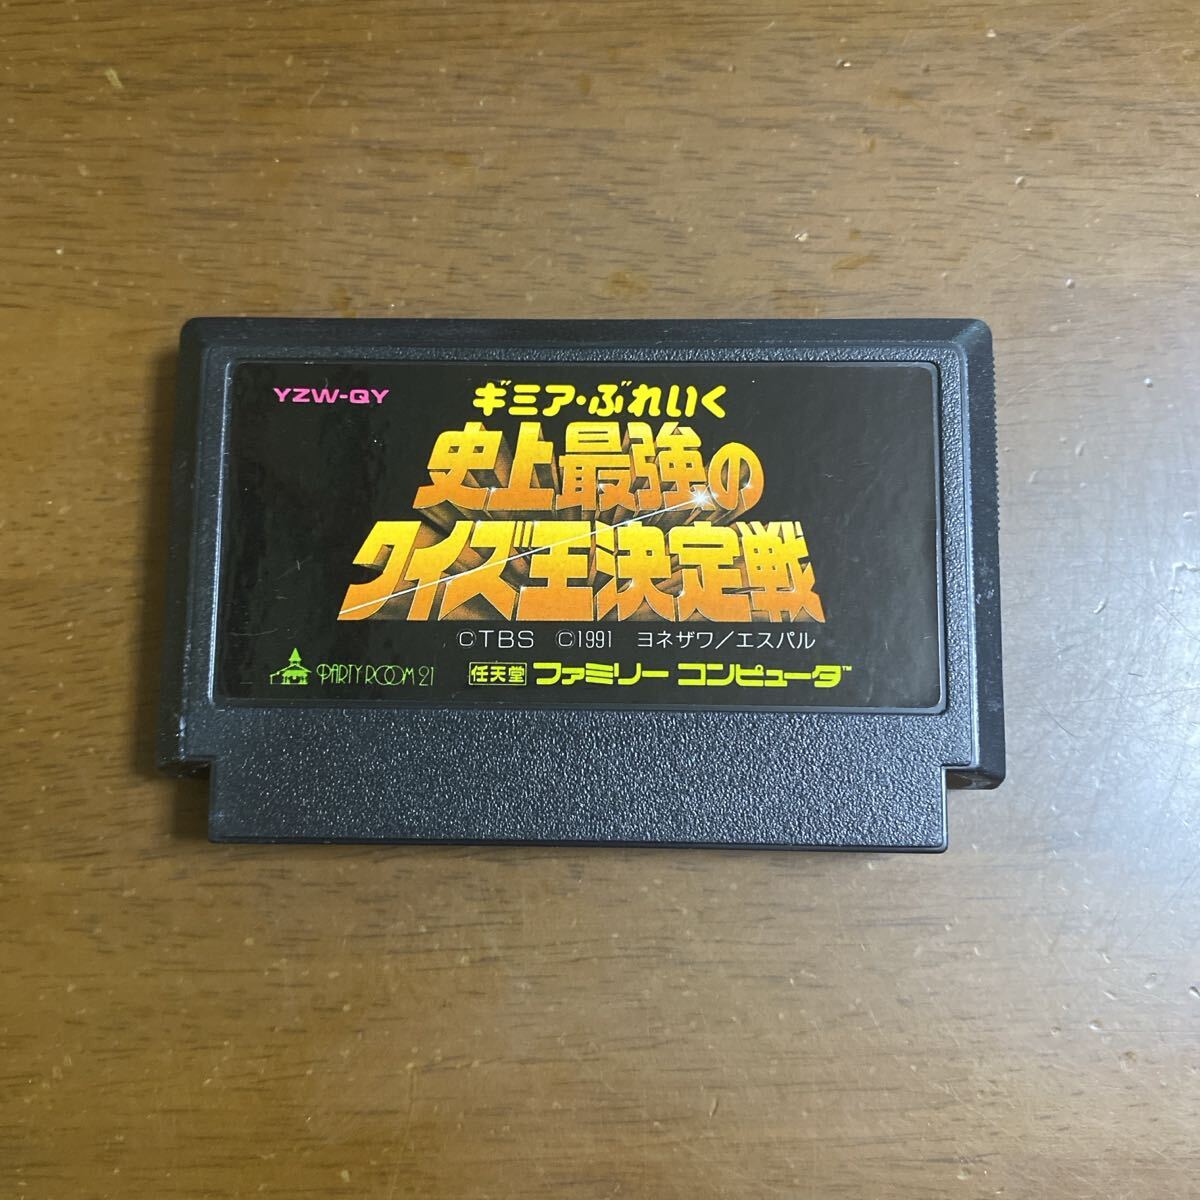 YZW-QY
ギミア・ぶれいく
史上最強の
クイズ王決定戦
©TBS ©1991 ヨネザワ/エスパル
PARTY ROOM 21 任天堂 ファミリー コンピュータ™